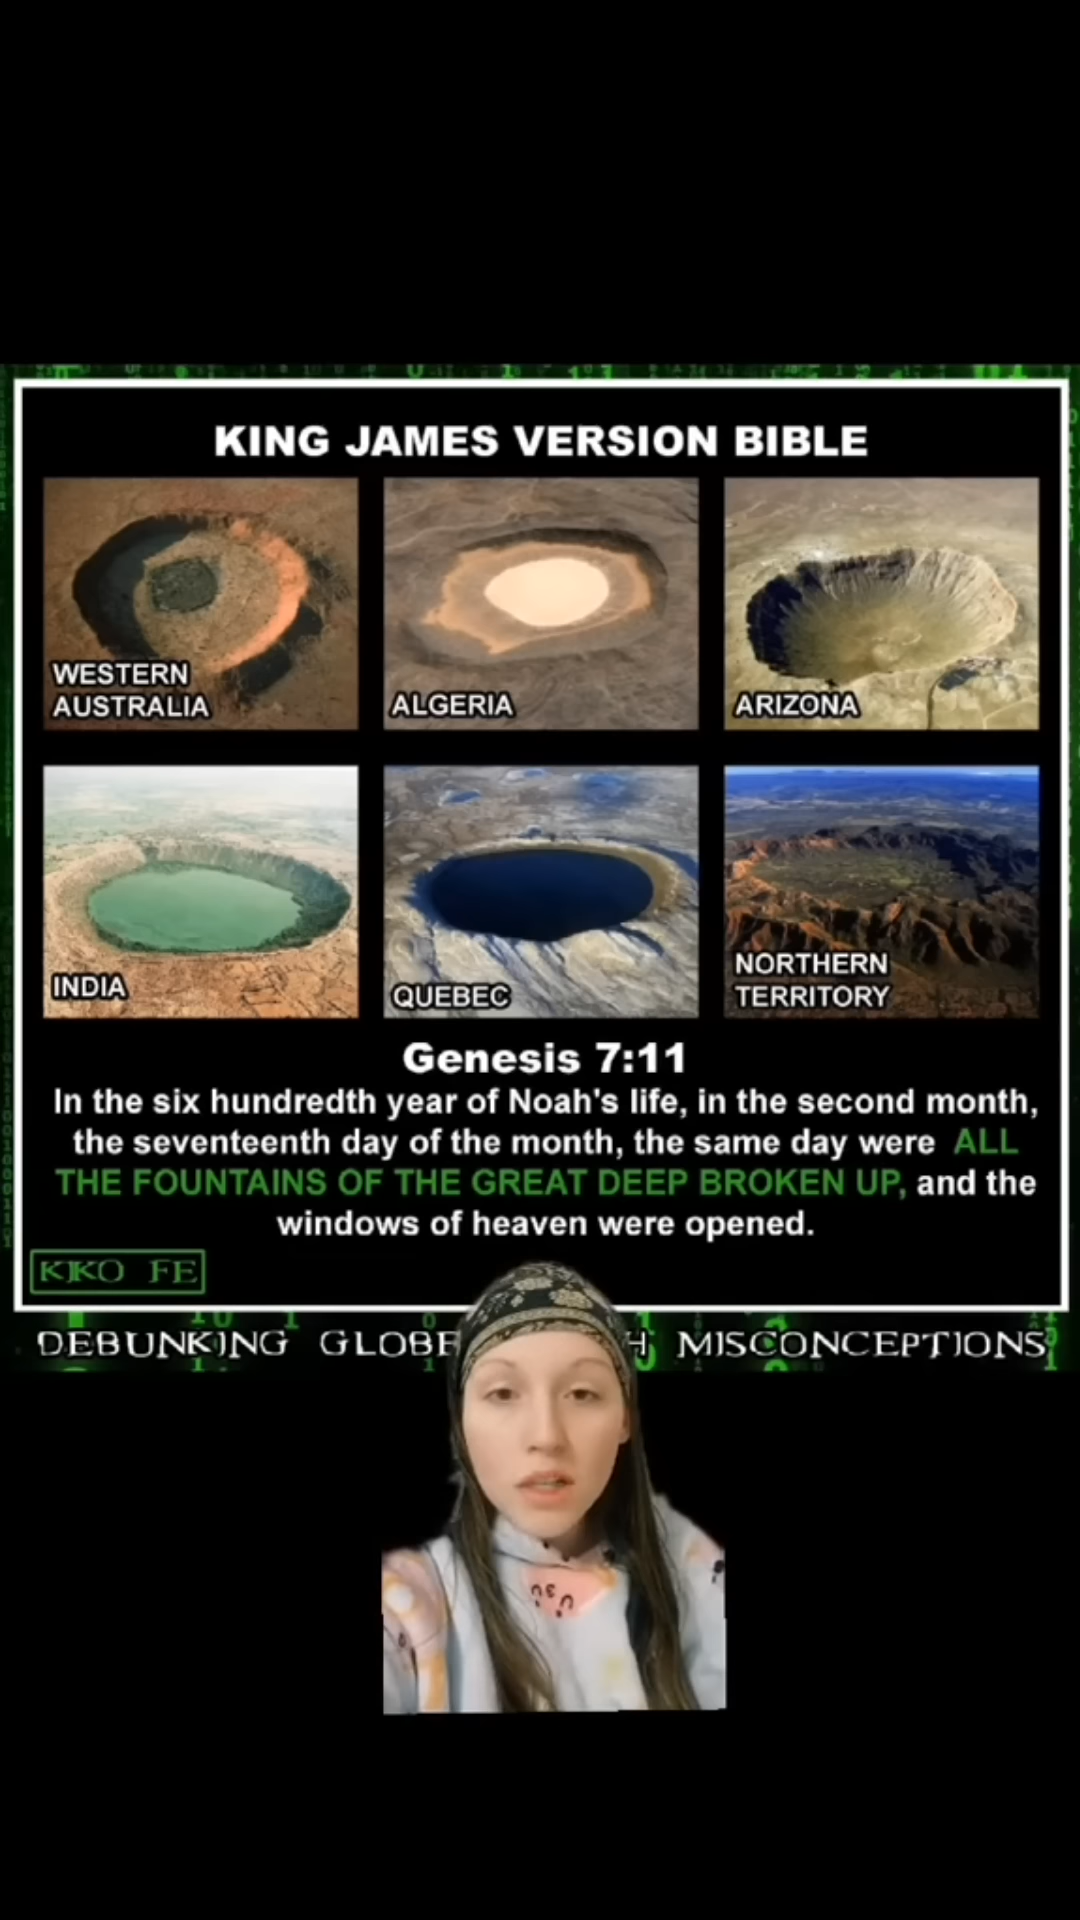 KING JAMES VERSION BIBLE
WESTERN
AUSTRALIA
ALGERIA
ARIZONA
INDIA
QUEBEC
NORTHERN
TERRITORY
Genesis 7:11
In the six hundredth year of Noah's life, in the second month,
the seventeenth day of the month, the same day were ALL
THE FOUNTAINS OF THE GREAT DEEP BROKEN UP, and the
windows of heaven were opened.
KIKO FE
DEBUNKING GLOBE MISCONCEPTIONS